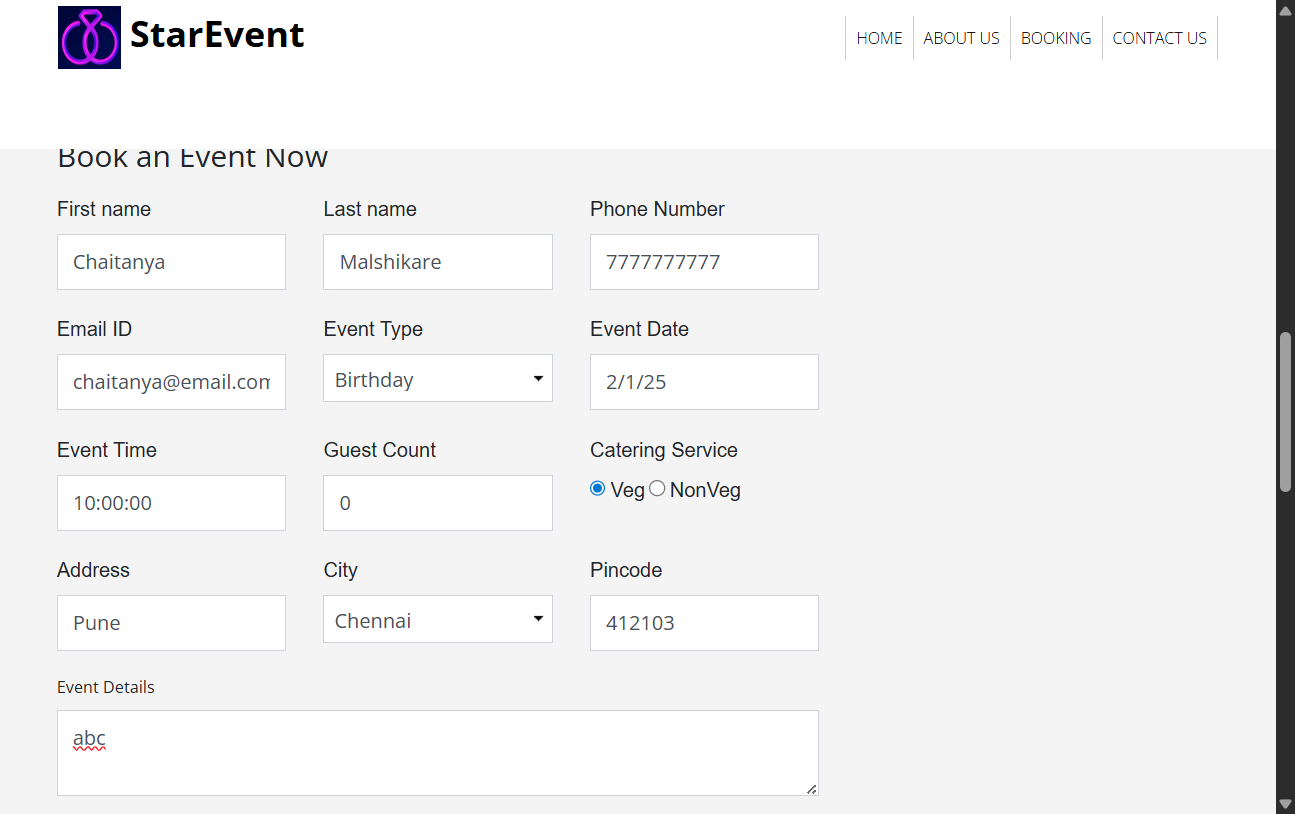 StarEvent
HOME ABOUT US BOOKING CONTACT US
Book an Event Now
First name Last name Phone Number
Chaitanya Malshikare 7777777777
Email ID Event Type Event Date
chaitanya@email.com Birthday 2/1/25
Event Time Guest Count Catering Service
10:00:00 0 Veg NonVeg
Address City Pincode
Pune Chennai 412103
Event Details
abc